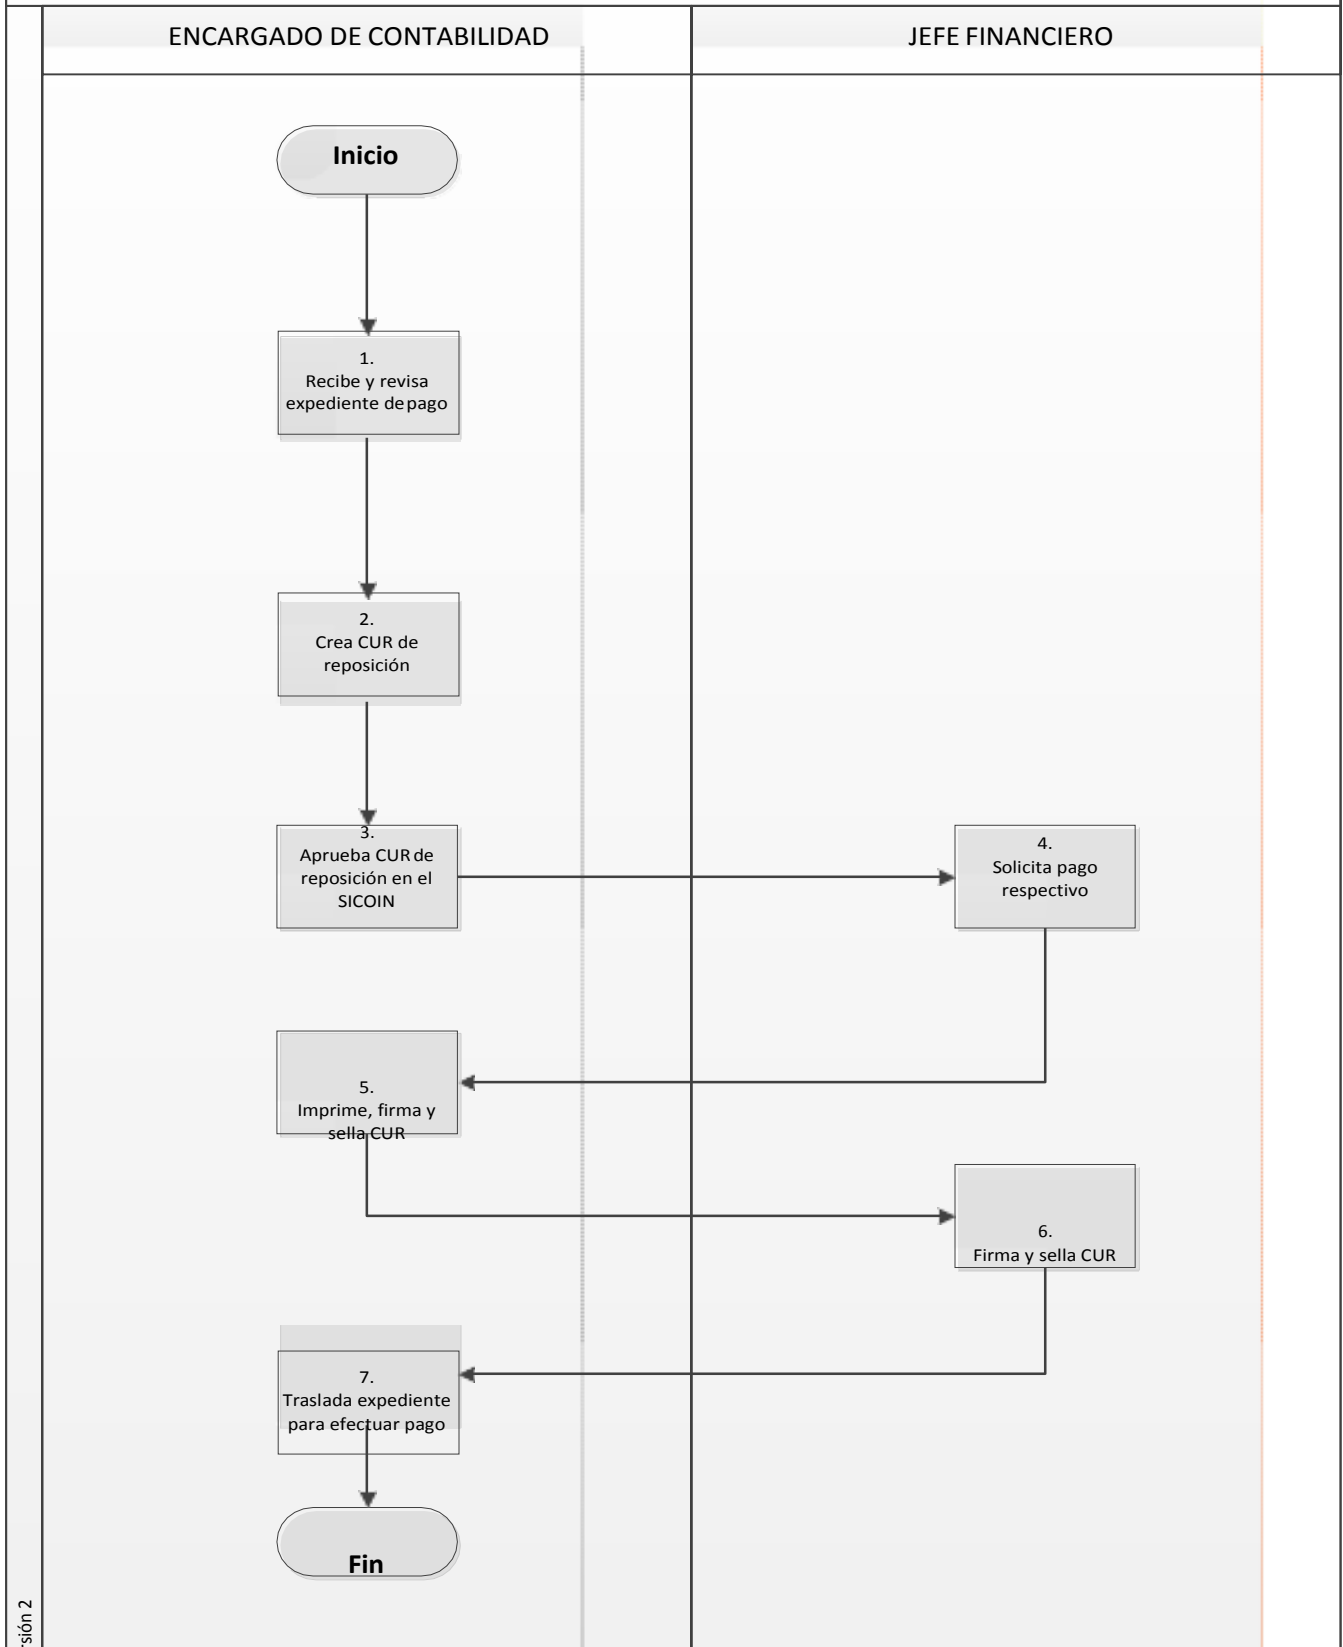 ENCARGADO DE CONTABILIDAD
JEFE FINANCIERO
Inicio
1.
Recibe y revisa
expediente de pago
2.
Crea CUR de
reposición
3.
Aprueba CUR de
reposición en el
SICOIN
4.
Solicita pago
respectivo
5.
Imprime, firma y
sella CUR
6.
Firma y sella CUR
7.
Traslada expediente
para efectuar pago
Fin
2